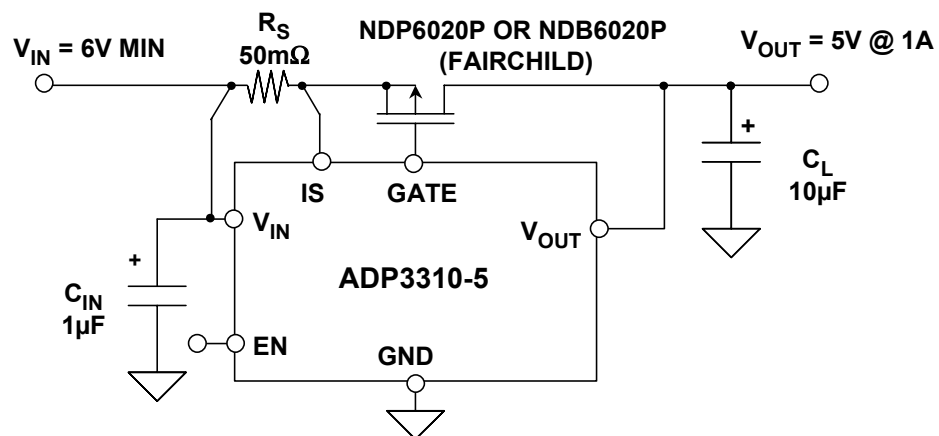 R_S
50mΩ
NDP6020P OR NDB6020P
(FAIRCHILD)
V_IN = 6V MIN
V_OUT = 5V @ 1A
+
C_L
10µF
IS
GATE
V_IN
V_OUT
ADP3310-5
+
C_IN
1µF
EN
GND